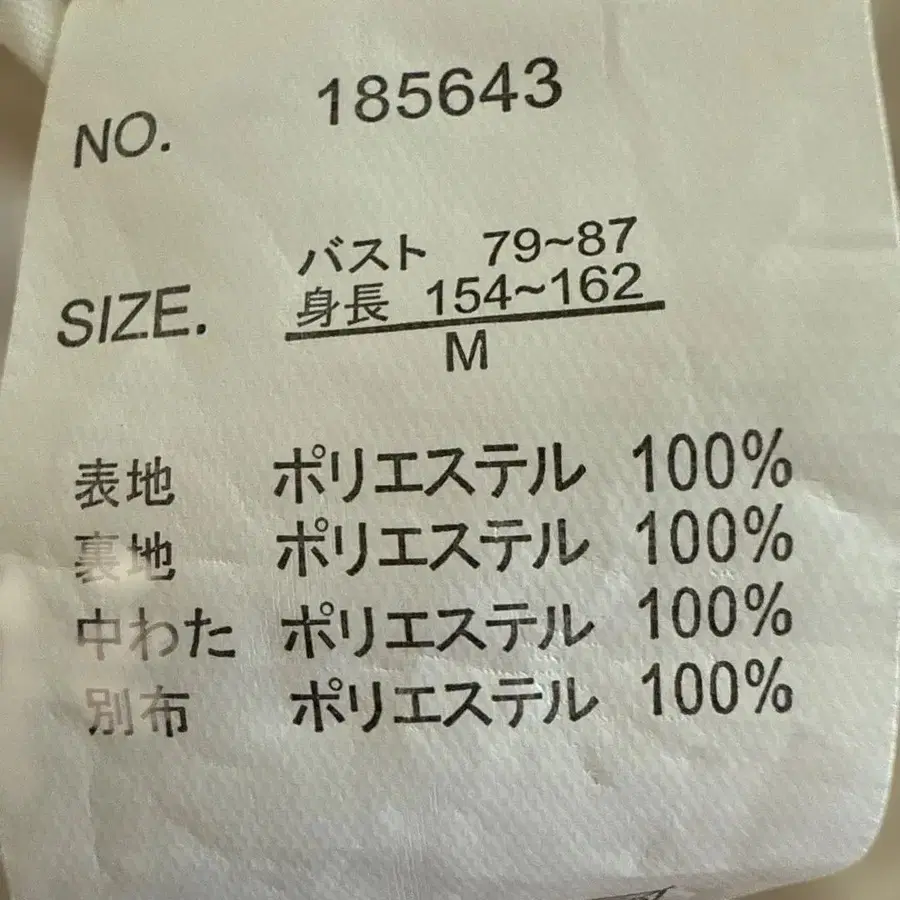 NO. 185643
バスト 79~87
SIZE. 身長 154~162
M
表地 ポリエステル 100%
裏地 ポリエステル 100%
中わた ポリエステル 100%
別布 ポリエステル 100%